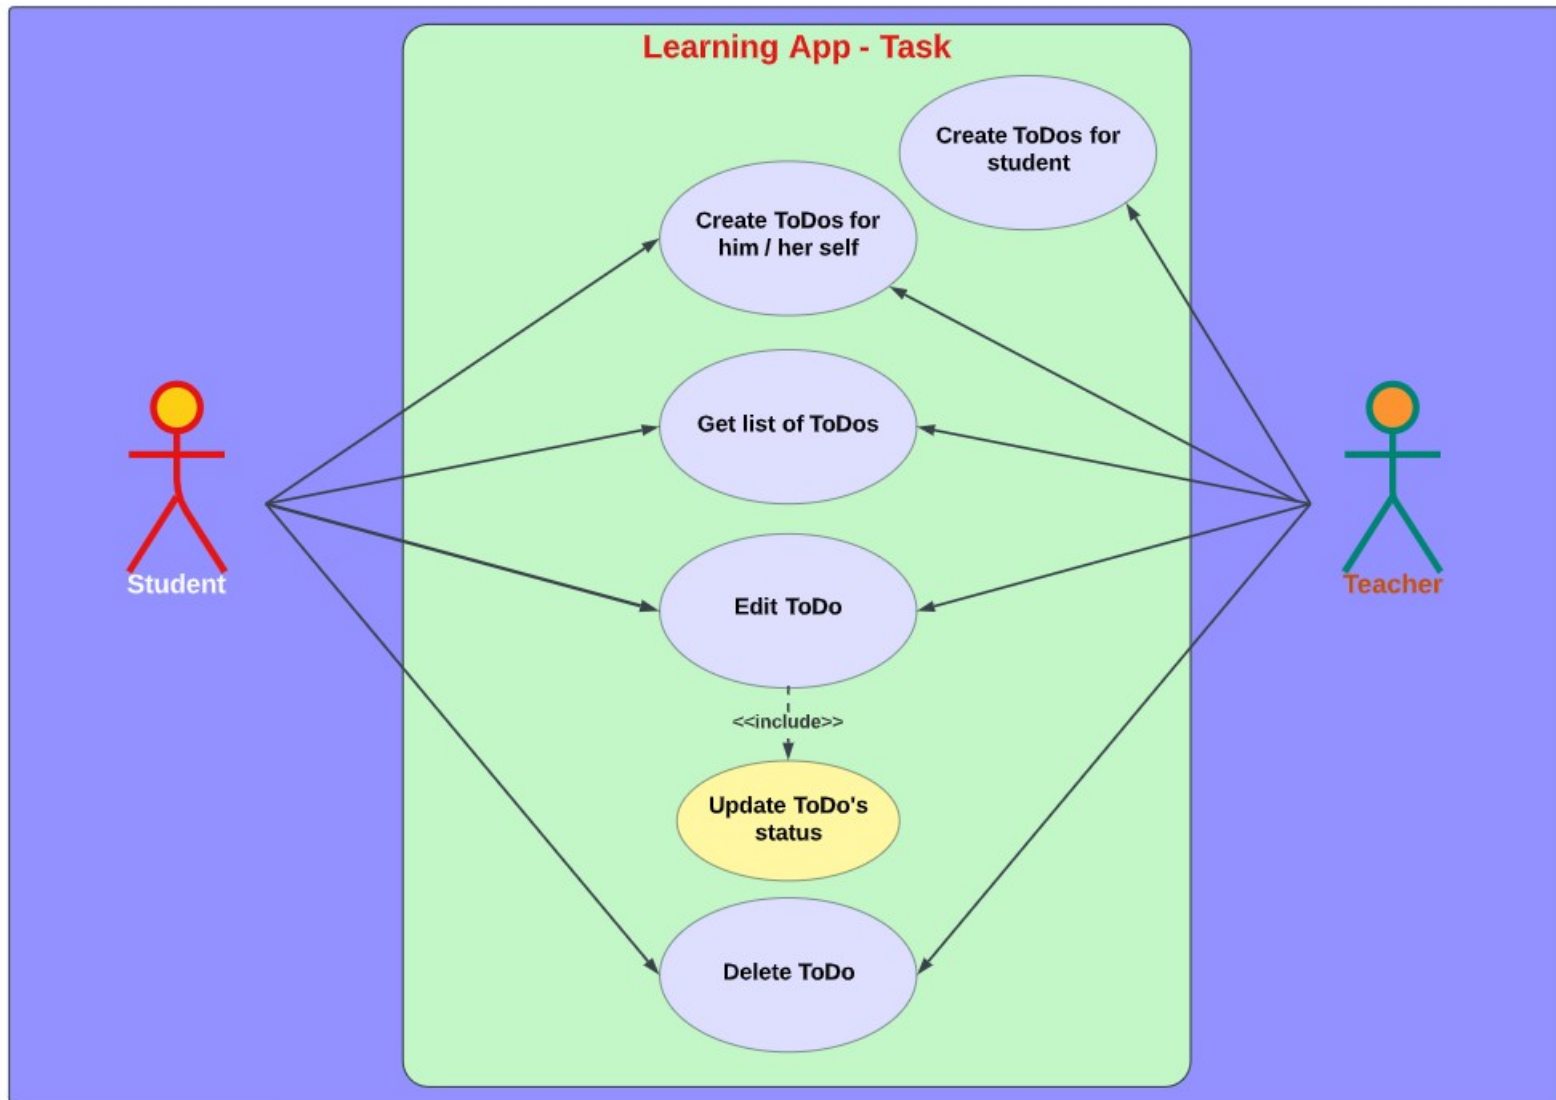 Learning App - Task
Create ToDos for
student
Create ToDos for
him / her self
Get list of ToDos
Edit ToDo
Student
Teacher
<<include>>
Update ToDo's
status
Delete ToDo